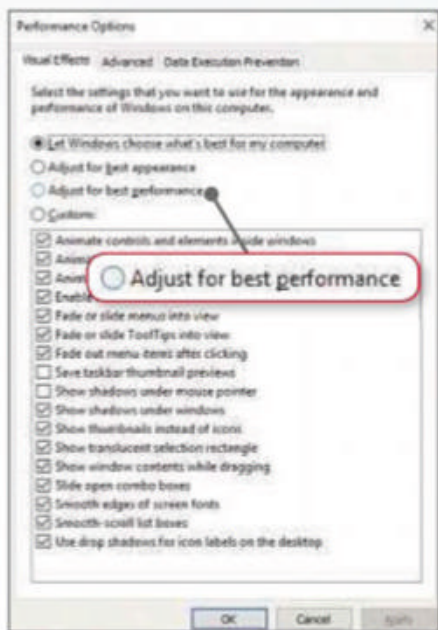 Performance Options
Visual Effects Advanced Data Execution Prevention
Select the settings that you want to use for the appearance and
performance of Windows on this computer.
Let Windows choose what's best for my computer
Adjust for best appearance
Adjust for best performance
Custom:
Animate controls and elements inside windows
Adjust for best performance
Enable
Fade or slide menus into view
Fade or slide ToolTips into view
Fade out menu items after clicking
Save taskbar thumbnail previews
Show shadows under mouse pointer
Show shadows under windows
Show thumbnails instead of icons
Show translucent selection rectangle
Show window contents while dragging
Slide open combo boxes
Smooth edges of screen fonts
Smooth-scroll list boxes
Use drop shadows for icon labels on the desktop
OK Cancel Apply